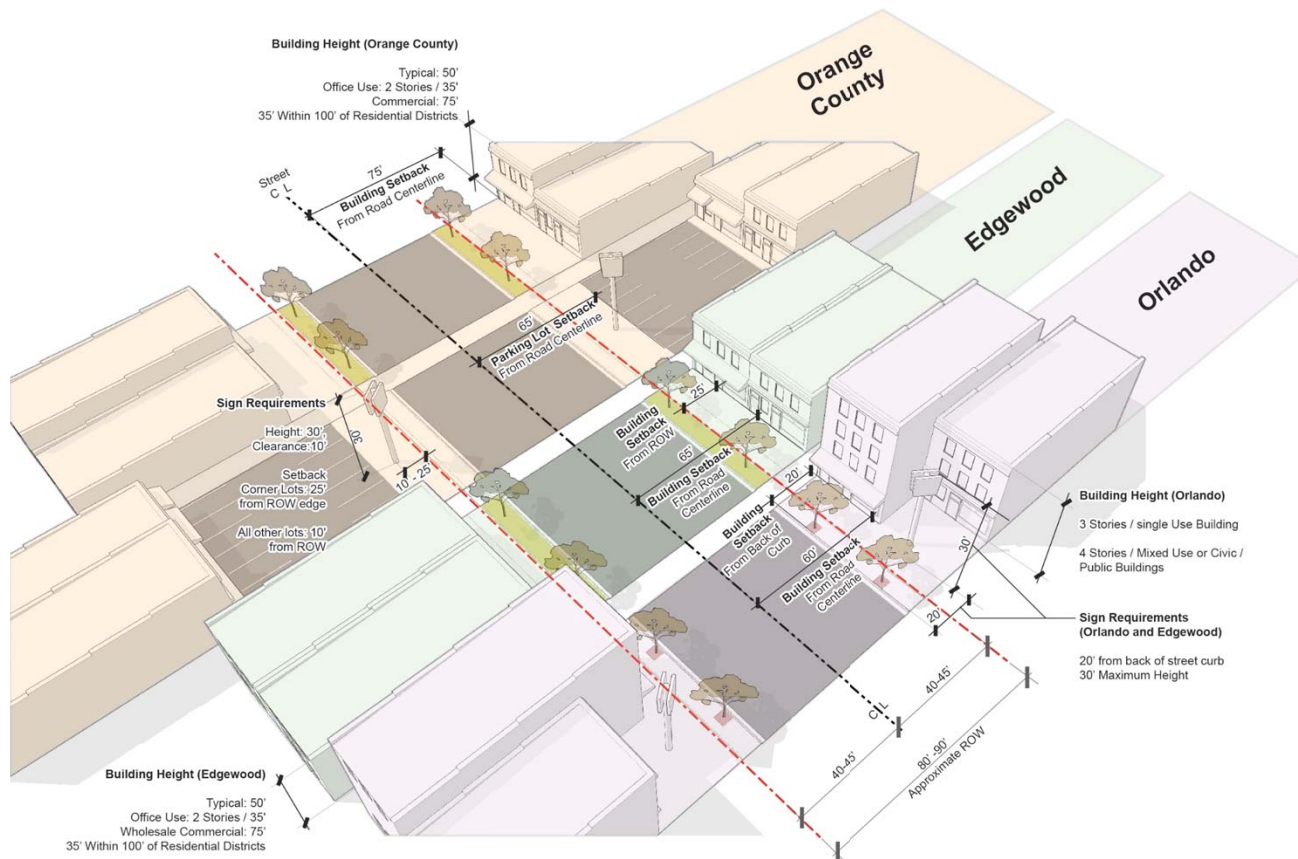 Building Height (Orange County)
Typical: 50'
Office Use: 2 Stories / 35'
Commercial: 75'
35' Within 100' of Residential Districts
Orange
County
Edgewood
Orlando
Street
C L
75'
Building Setback
From Road Centerline
65'
Parking Lot Setback
From Road Centerline
Sign Requirements
Height: 30',
Clearance:10'
Setback
Corner Lots: 25'
from ROW edge
All other lots: 10'
from ROW
30'
10' - 25'
25'
Building
Setback
From ROW
65'
Building Setback
From Road
Centerline
20'
Building
Setback
From Back of
Curb
60'
Building Setback
From Road
Centerline
30'
20'
Building Height (Orlando)
3 Stories / single Use Building
4 Stories / Mixed Use or Civic /
Public Buildings
Sign Requirements
(Orlando and Edgewood)
20' from back of street curb
30' Maximum Height
C L
40-45'
40-45'
80' -90'
Approximate ROW
Building Height (Edgewood)
Typical: 50'
Office Use: 2 Stories / 35'
Wholesale Commercial: 75'
35' Within 100' of Residential Districts